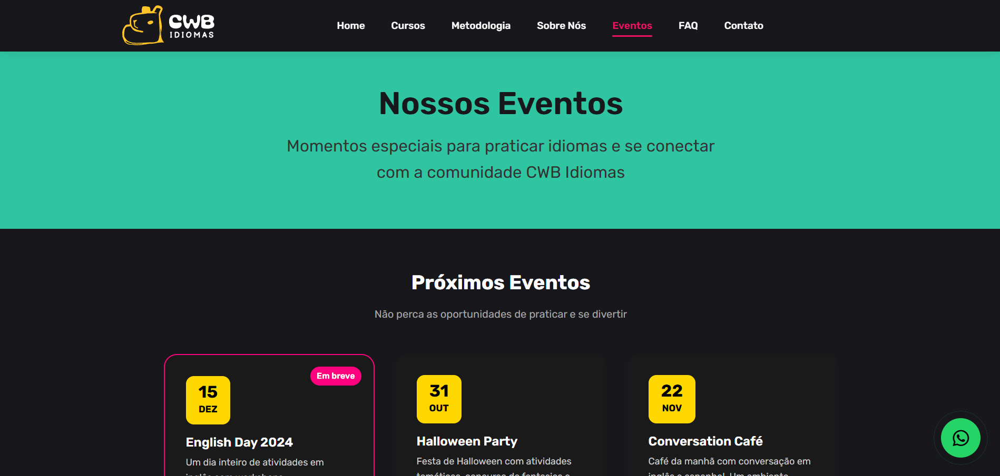 CWB
IDIOMAS
Home Cursos Metodologia Sobre Nós Eventos FAQ Contato
Nossos Eventos
Momentos especiais para praticar idiomas e se conectar
com a comunidade CWB Idiomas
Próximos Eventos
Não perca as oportunidades de praticar e se divertir
Em breve
15
DEZ
English Day 2024
Um dia inteiro de atividades em
31
OUT
Halloween Party
Festa de Halloween com atividades
22
NOV
Conversation Café
Café da manhã com conversação em